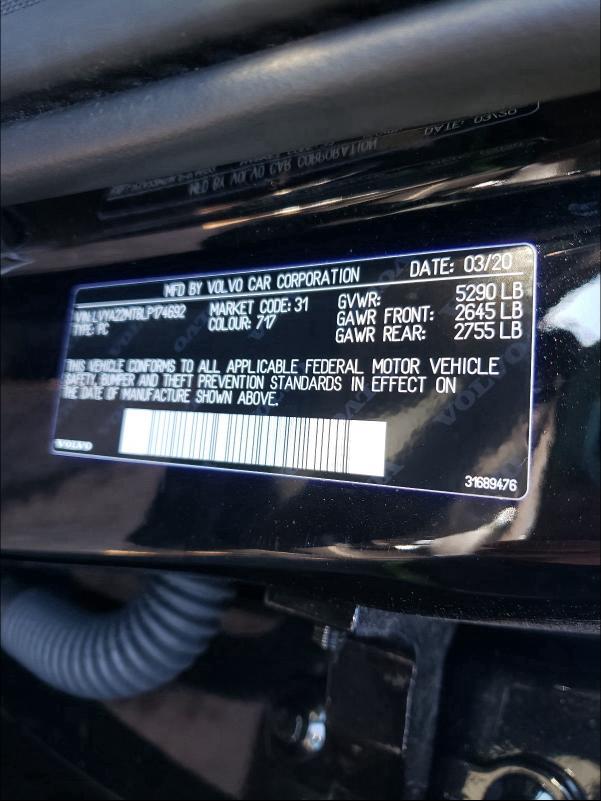 MFD BY VOLVO CAR CORPORATION DATE: 03/20
VIN: LVYA22MT8LP174692 MARKET CODE: 31 GVWR: 5290 LB
TYPE: PC COLOUR: 717 GAWR FRONT: 2645 LB
GAWR REAR: 2755 LB
THIS VEHICLE CONFORMS TO ALL APPLICABLE FEDERAL MOTOR VEHICLE
SAFETY, BUMPER AND THEFT PREVENTION STANDARDS IN EFFECT ON
THE DATE OF MANUFACTURE SHOWN ABOVE.
VOLVO
31689476